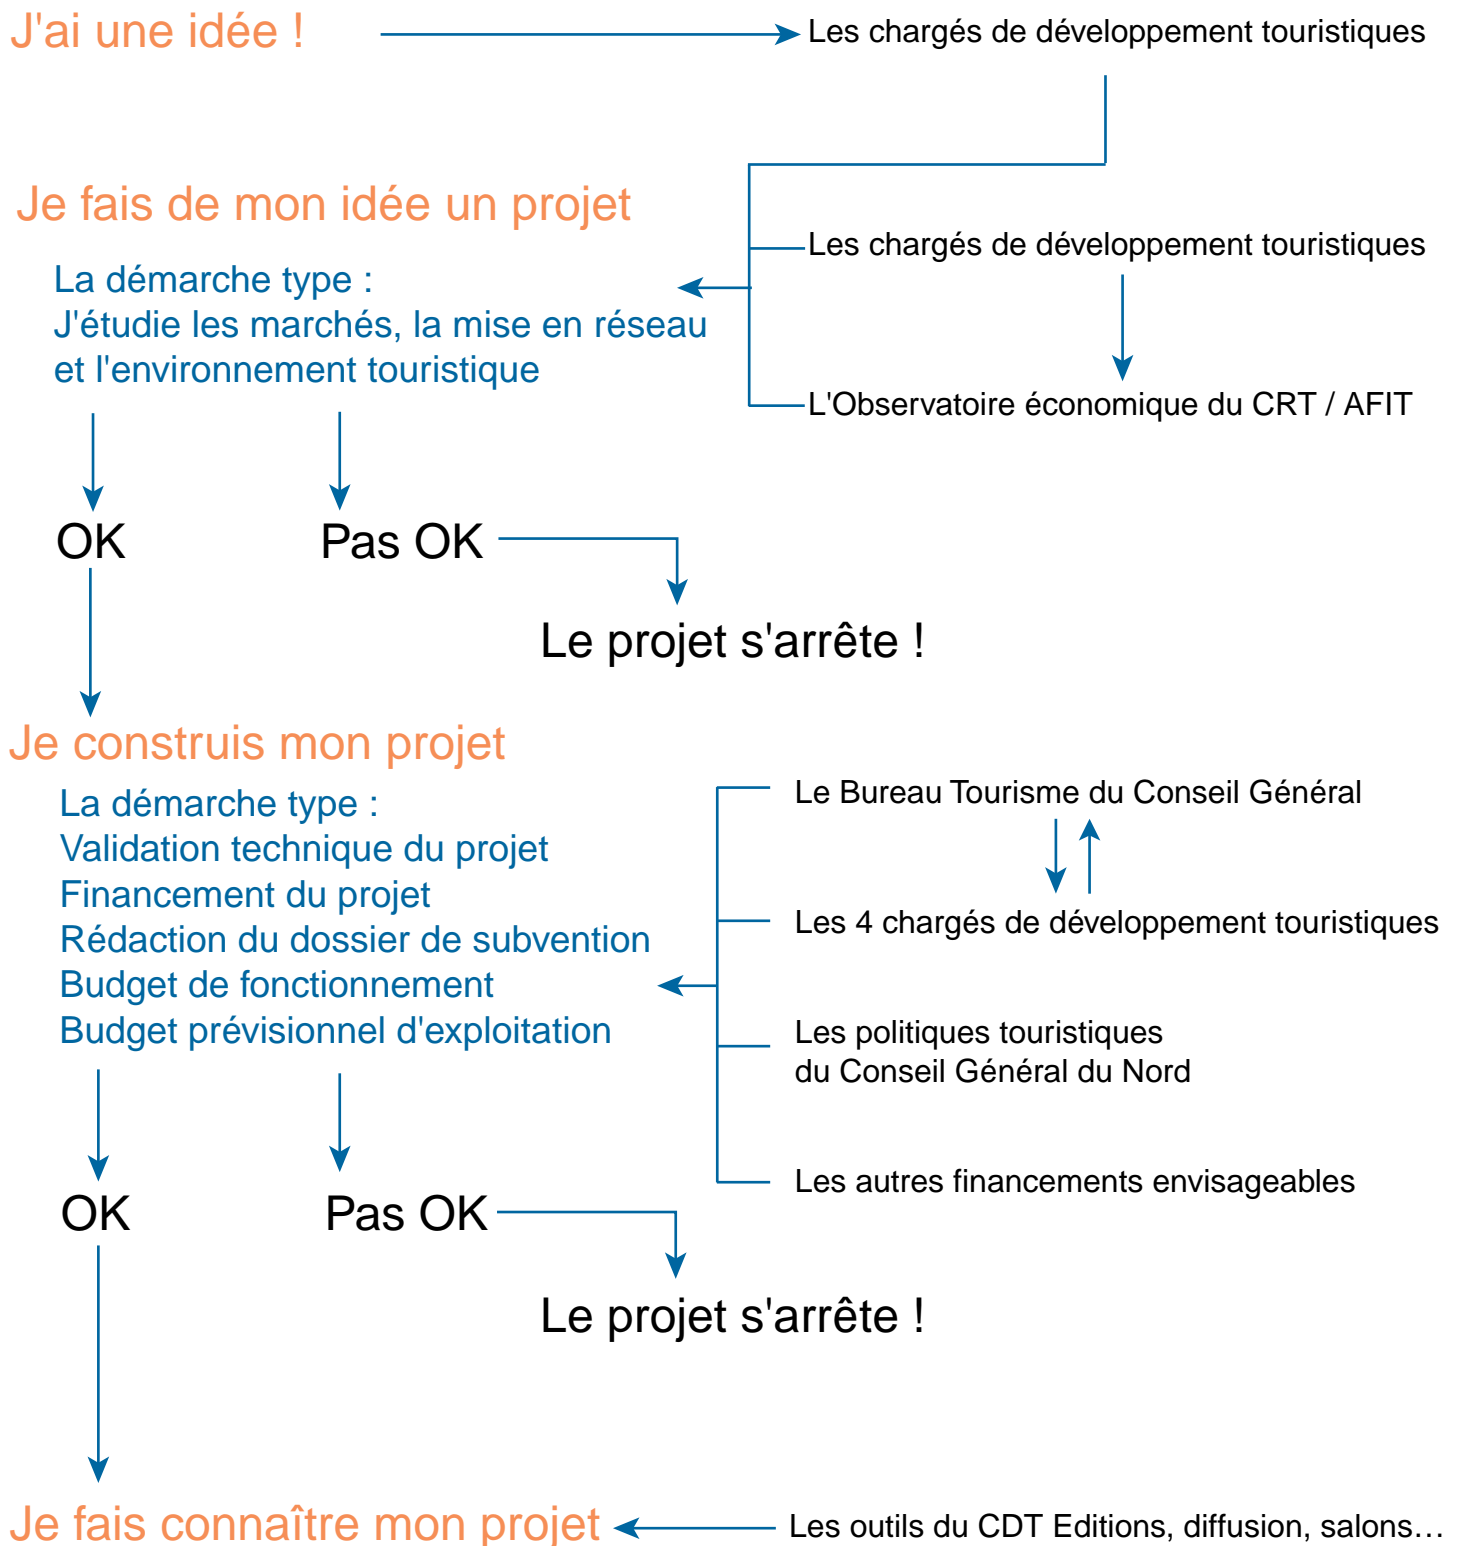 J'ai une idée !
Les chargés de développement touristiques
Je fais de mon idée un projet
Les chargés de développement touristiques
La démarche type :
J'étudie les marchés, la mise en réseau
et l'environnement touristique
L'Observatoire économique du CRT / AFIT
OK
Pas OK
Le projet s'arrête !
Je construis mon projet
La démarche type :
Validation technique du projet
Financement du projet
Rédaction du dossier de subvention
Budget de fonctionnement
Budget prévisionnel d'exploitation
Le Bureau Tourisme du Conseil Général
Les 4 chargés de développement touristiques
Les politiques touristiques
du Conseil Général du Nord
Les autres financements envisageables
OK
Pas OK
Le projet s'arrête !
Je fais connaître mon projet
Les outils du CDT Editions, diffusion, salons…